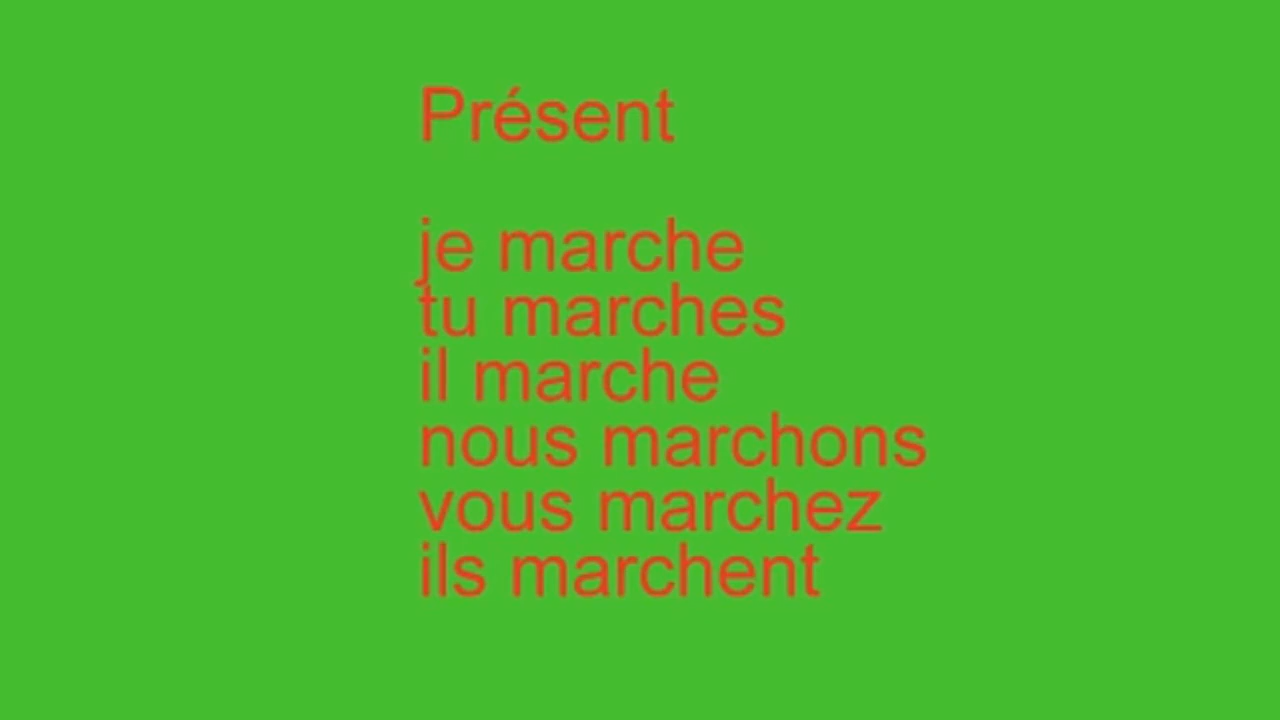 Présent
je marche
tu marches
il marche
nous marchons
vous marchez
ils marchent